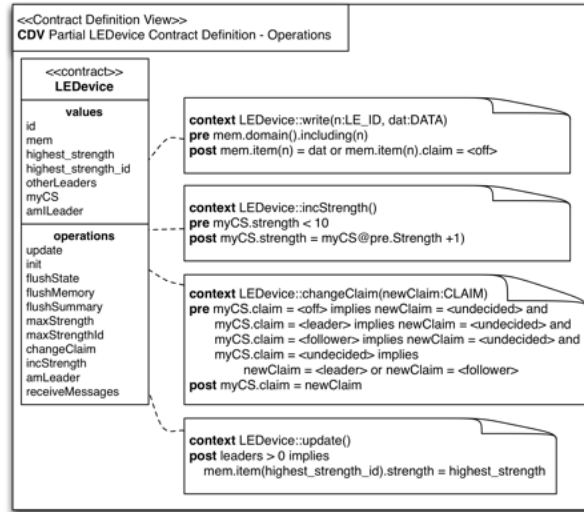 <<Contract Definition View>>
CDV Partial LEDevice Contract Definition - Operations
<<contract>>
LEDevice
values
id
mem
highest_strength
highest_strength_id
otherLeaders
myCS
amILeader
operations
update
init
flushState
flushMemory
flushSummary
maxStrength
maxStrengthId
changeClaim
incStrength
amLeader
receiveMessages
context LEDevice::write(n:LE_ID, dat:DATA)
pre mem.domain().including(n)
post mem.item(n) = dat or mem.item(n).claim = <off>
context LEDevice::incStrength()
pre myCS.strength < 10
post myCS.strength = myCS@pre.Strength +1)
context LEDevice::changeClaim(newClaim:CLAIM)
pre myCS.claim = <off> implies newClaim = <undecided> and
myCS.claim = <leader> implies newClaim = <undecided> and
myCS.claim = <follower> implies newClaim = <undecided> and
myCS.claim = <undecided> implies
newClaim = <leader> or newClaim = <follower>
post myCS.claim = newClaim
context LEDevice::update()
post leaders > 0 implies
mem.item(highest_strength_id).strength = highest_strength